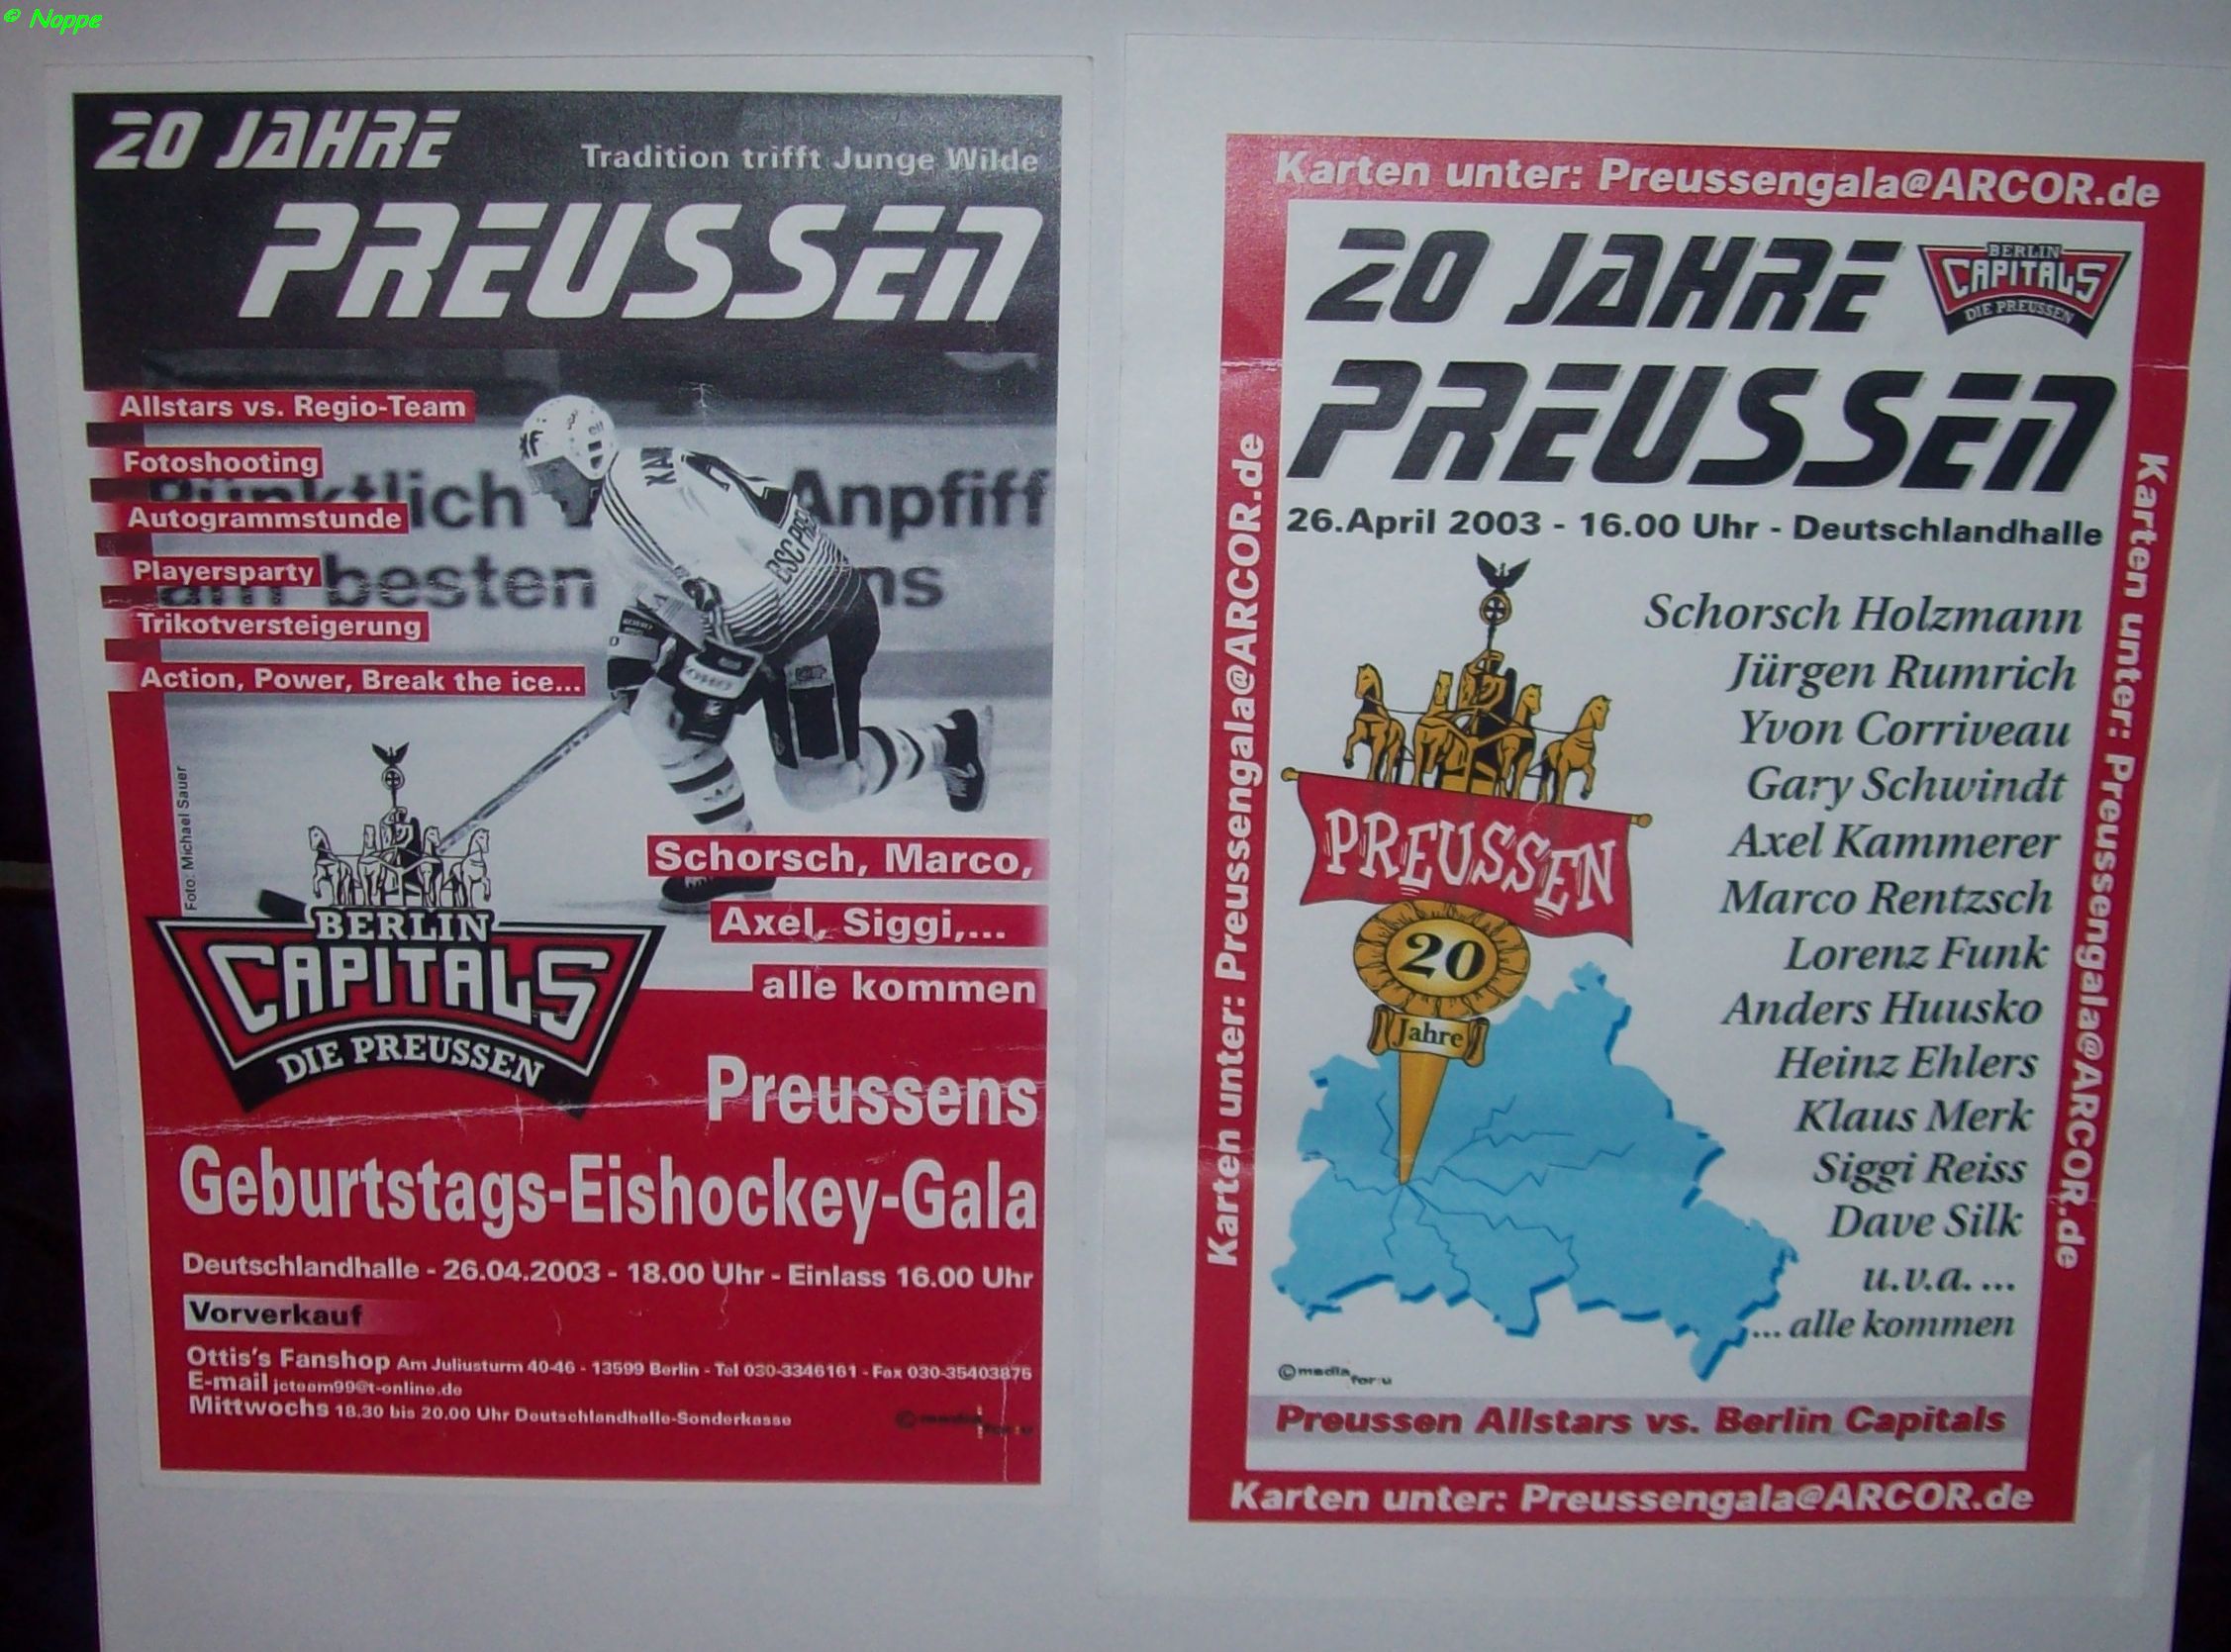 © Noppe
20 JAHRE
Tradition trifft Junge Wilde
PREUSSEN
Allstars vs. Regio-Team
Fotoshooting
Autogrammstunde
Playersparty
Trikotversteigerung
Action, Power, Break the ice...
Anpfiff
besten
BSC
Foto: Michael Sauer
Schorsch, Marco,
Axel, Siggi,...
alle kommen
BERLIN
CAPITALS
DIE PREUSSEN
Preussens
Geburtstags-Eishockey-Gala
Deutschlandhalle - 26.04.2003 - 18.00 Uhr - Einlass 16.00 Uhr
Vorverkauf
Ottis's Fanshop Am Juliusturm 40-46 - 13599 Berlin - Tel 030-3346161 - Fax 030-35403875
E-mail jcteam99@t-online.de
Mittwochs 18.30 bis 20.00 Uhr Deutschlandhalle-Sonderkasse
© media
for:u
Karten unter: Preussengala@ARCOR.de
20 JAHRE
BERLIN
CAPITALS
DIE PREUSSEN
PREUSSEN
26.April 2003 - 16.00 Uhr - Deutschlandhalle
Karten unter: Preussengala@ARCOR.de
Karten unter: Preussengala@ARCOR.de
Schorsch Holzmann
Jürgen Rumrich
Yvon Corriveau
Gary Schwindt
Axel Kammerer
Marco Rentzsch
Lorenz Funk
Anders Huusko
Heinz Ehlers
Klaus Merk
Siggi Reiss
Dave Silk
u.v.a. ...
... alle kommen
PREUSSEN
20
Jahre
© media
for:u
Preussen Allstars vs. Berlin Capitals
Karten unter: Preussengala@ARCOR.de